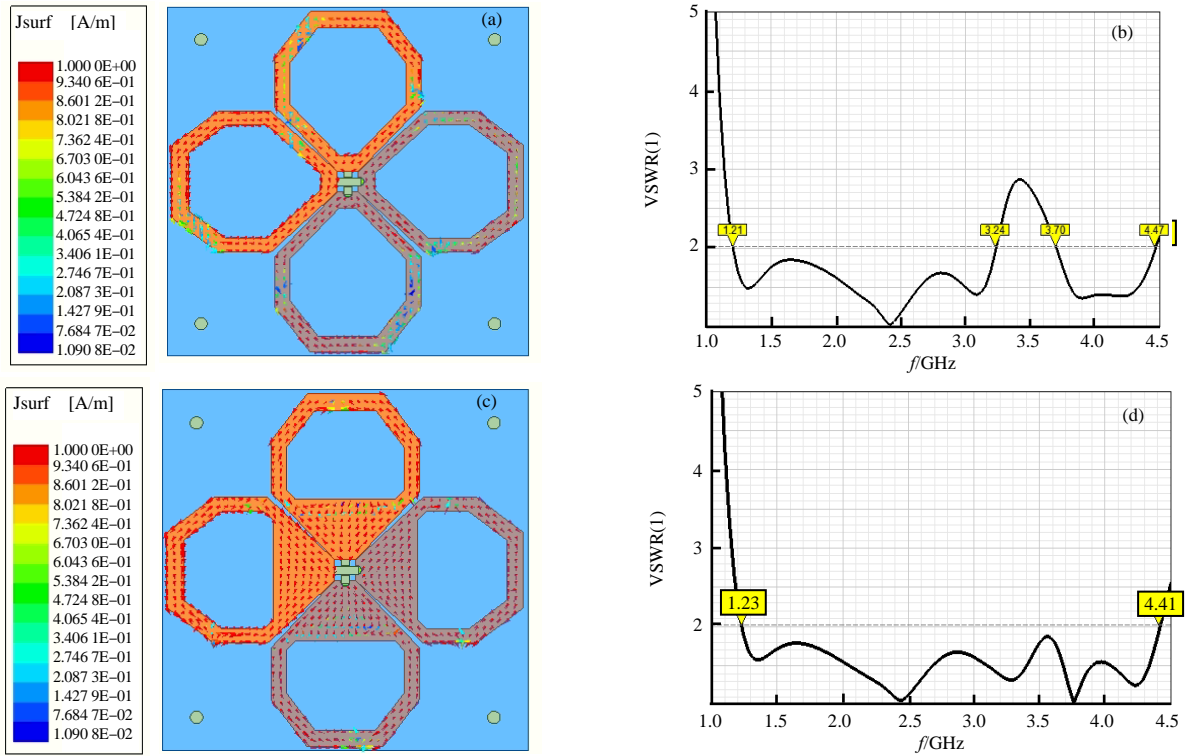 Jsurf [A/m]
1.000 0E+00
9.340 6E−01
8.601 2E−01
8.021 8E−01
7.362 4E−01
6.703 0E−01
6.043 6E−01
5.384 2E−01
4.724 8E−01
4.065 4E−01
3.406 1E−01
2.746 7E−01
2.087 3E−01
1.427 9E−01
7.684 7E−02
1.090 8E−02
(a)
(b)
5
4
3
2
VSWR(1)
1.21
3.24
3.70
4.47
1.0 1.5 2.0 2.5 3.0 3.5 4.0 4.5
f/GHz
Jsurf [A/m]
1.000 0E+00
9.340 6E−01
8.601 2E−01
8.021 8E−01
7.362 4E−01
6.703 0E−01
6.043 6E−01
5.384 2E−01
4.724 8E−01
4.065 4E−01
3.406 1E−01
2.746 7E−01
2.087 3E−01
1.427 9E−01
7.684 7E−02
1.090 8E−02
(c)
(d)
5
4
3
2
VSWR(1)
1.23
4.41
1.0 1.5 2.0 2.5 3.0 3.5 4.0 4.5
f/GHz